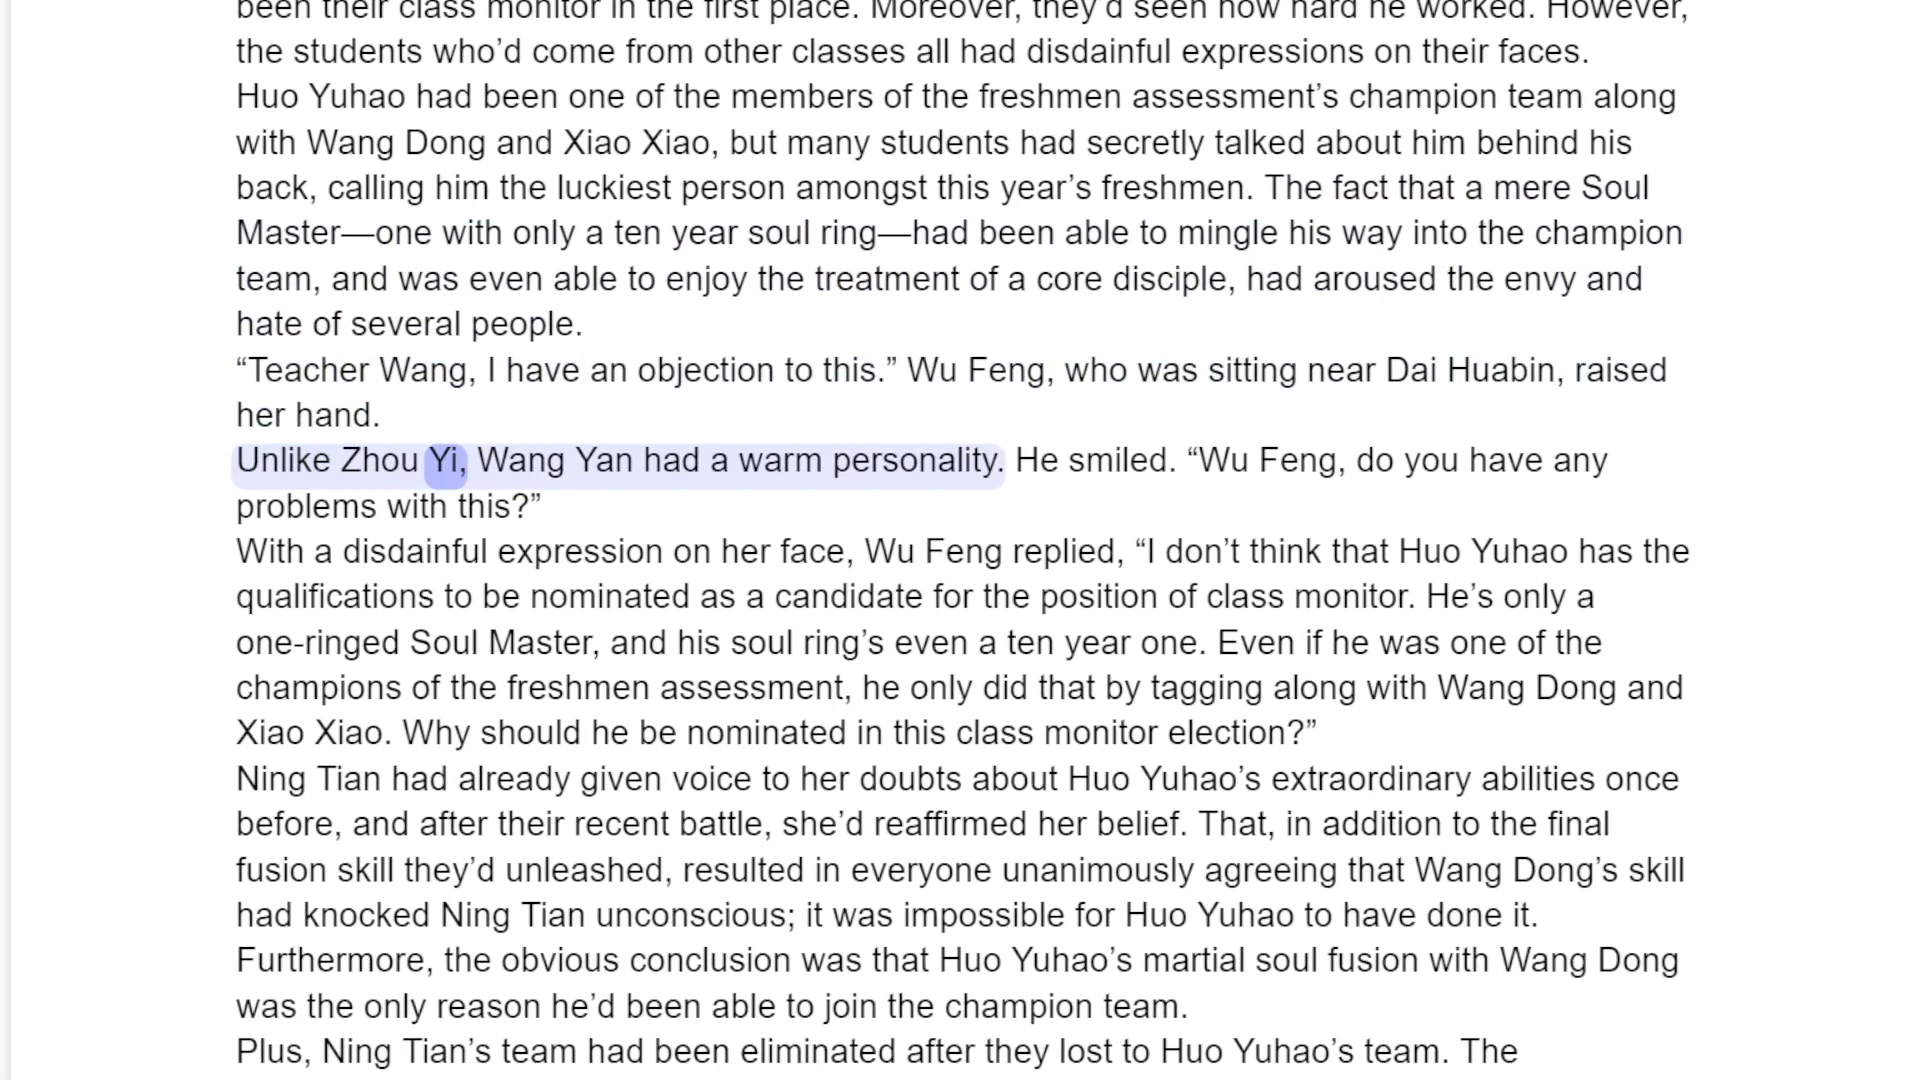 been their class monitor in the first place. Moreover, they’d seen how hard he worked. However,
the students who’d come from other classes all had disdainful expressions on their faces.
Huo Yuhao had been one of the members of the freshmen assessment’s champion team along
with Wang Dong and Xiao Xiao, but many students had secretly talked about him behind his
back, calling him the luckiest person amongst this year’s freshmen. The fact that a mere Soul
Master—one with only a ten year soul ring—had been able to mingle his way into the champion
team, and was even able to enjoy the treatment of a core disciple, had aroused the envy and
hate of several people.
“Teacher Wang, I have an objection to this.” Wu Feng, who was sitting near Dai Huabin, raised
her hand.
Unlike Zhou Yi, Wang Yan had a warm personality. He smiled. “Wu Feng, do you have any
problems with this?”
With a disdainful expression on her face, Wu Feng replied, “I don’t think that Huo Yuhao has the
qualifications to be nominated as a candidate for the position of class monitor. He’s only a
one-ringed Soul Master, and his soul ring’s even a ten year one. Even if he was one of the
champions of the freshmen assessment, he only did that by tagging along with Wang Dong and
Xiao Xiao. Why should he be nominated in this class monitor election?”
Ning Tian had already given voice to her doubts about Huo Yuhao’s extraordinary abilities once
before, and after their recent battle, she’d reaffirmed her belief. That, in addition to the final
fusion skill they’d unleashed, resulted in everyone unanimously agreeing that Wang Dong’s skill
had knocked Ning Tian unconscious; it was impossible for Huo Yuhao to have done it.
Furthermore, the obvious conclusion was that Huo Yuhao’s martial soul fusion with Wang Dong
was the only reason he’d been able to join the champion team.
Plus, Ning Tian’s team had been eliminated after they lost to Huo Yuhao’s team. The